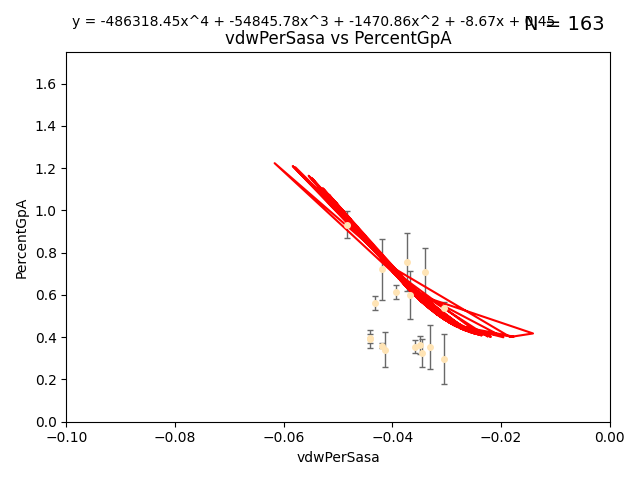 y = -486318.45x^4 + -54845.78x^3 + -1470.86x^2 + -8.67x + 0.45
N = 163
vdwPerSasa vs PercentGpA
PercentGpA
1.6
1.4
1.2
1.0
0.8
0.6
0.4
0.2
0.0
−0.10 −0.08 −0.06 −0.04 −0.02 0.00
vdwPerSasa